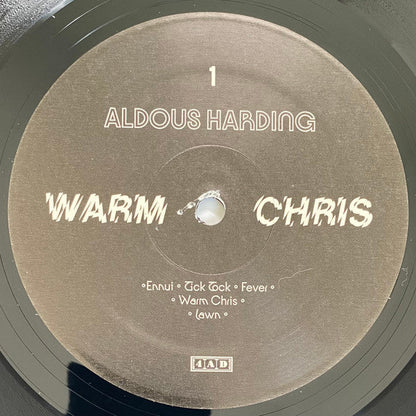 1
ALDOUS HARDING
WARM CHRIS
•Ennui • Tick Tock • Fever •
• Warm Chris •
• Lawn •
4AD